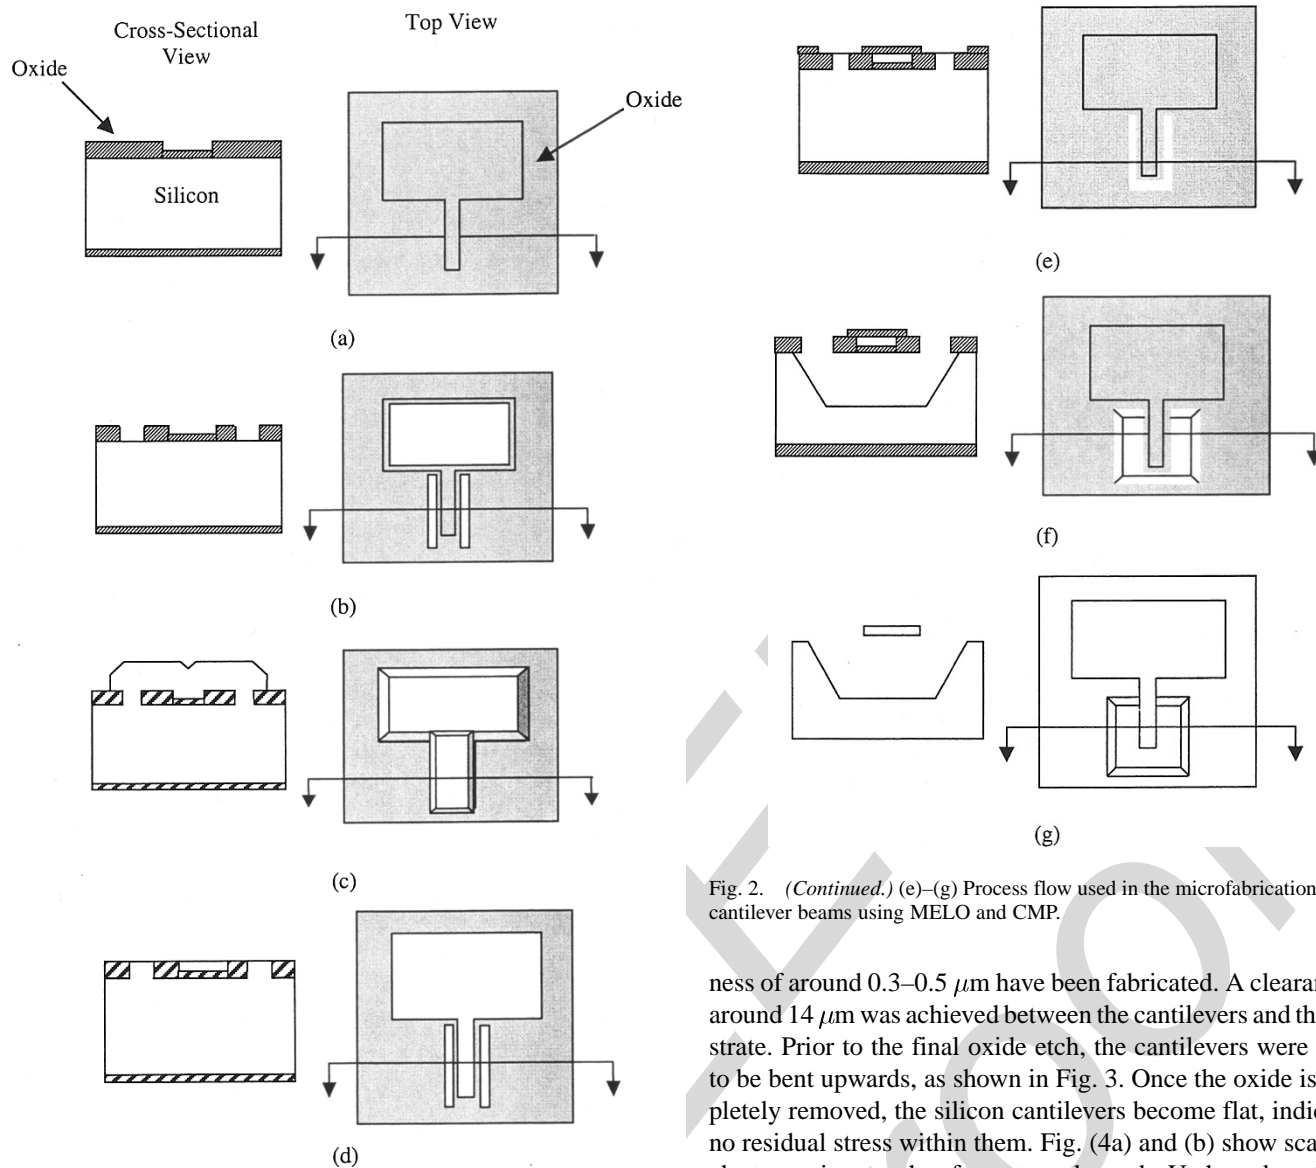 Cross-Sectional
View
Top View
Oxide
Oxide
Silicon
(a)
(b)
(c)
(d)
(e)
(f)
(g)
Fig. 2. (Continued.) (e)–(g) Process flow used in the microfabrication
cantilever beams using MELO and CMP.
ness of around 0.3–0.5 μm have been fabricated. A clearan
around 14 μm was achieved between the cantilevers and th
strate. Prior to the final oxide etch, the cantilevers were
to be bent upwards, as shown in Fig. 3. Once the oxide is
pletely removed, the silicon cantilevers become flat, indic
no residual stress within them. Fig. (4a) and (b) show sca